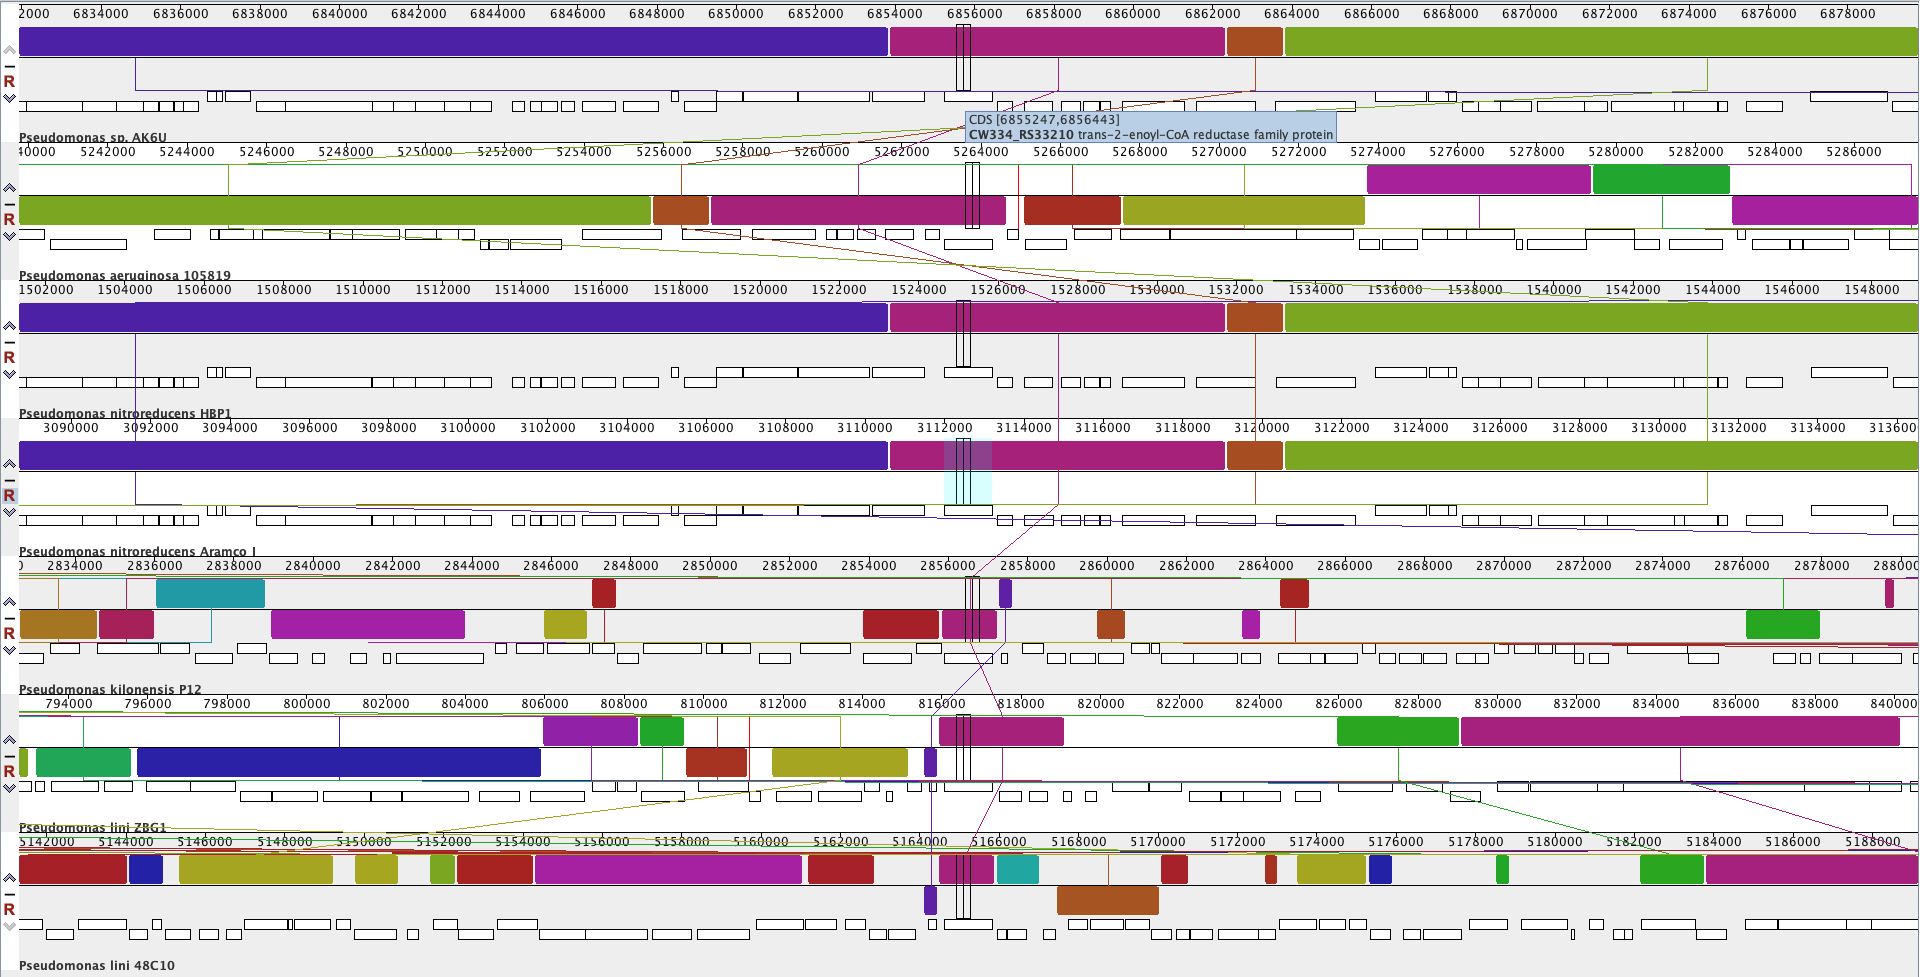 2000 6834000 6836000 6838000 6840000 6842000 6844000 6846000 6848000 6850000 6852000 6854000 6856000 6858000 6860000 6862000 6864000 6866000 6868000 6870000 6872000 6874000 6876000 6878000
R
Pseudomonas sp. AK6U
CDS [6855247,6856443]
CW334_RS33210 trans-2-enoyl-CoA reductase family protein
40000 5242000 5244000 5246000 5248000 5250000 5252000 5254000 5256000 5258000 5260000 5262000 5264000 5266000 5268000 5270000 5272000 5274000 5276000 5278000 5280000 5282000 5284000 5286000
R
Pseudomonas aeruginosa 105819
1502000 1504000 1506000 1508000 1510000 1512000 1514000 1516000 1518000 1520000 1522000 1524000 1526000 1528000 1530000 1532000 1534000 1536000 1538000 1540000 1542000 1544000 1546000 1548000
R
Pseudomonas nitroreducens HBP1
3090000 3092000 3094000 3096000 3098000 3100000 3102000 3104000 3106000 3108000 3110000 3112000 3114000 3116000 3118000 3120000 3122000 3124000 3126000 3128000 3130000 3132000 3134000 3136000
R
Pseudomonas nitroreducens Aramco J
2834000 2836000 2838000 2840000 2842000 2844000 2846000 2848000 2850000 2852000 2854000 2856000 2858000 2860000 2862000 2864000 2866000 2868000 2870000 2872000 2874000 2876000 2878000 2880000
R
Pseudomonas kilonensis P12
794000 796000 798000 800000 802000 804000 806000 808000 810000 812000 814000 816000 818000 820000 822000 824000 826000 828000 830000 832000 834000 836000 838000 840000
R
Pseudomonas lini ZBG1
5142000 5144000 5146000 5148000 5150000 5152000 5154000 5156000 5158000 5160000 5162000 5164000 5166000 5168000 5170000 5172000 5174000 5176000 5178000 5180000 5182000 5184000 5186000 5188000
R
Pseudomonas lini 48C10